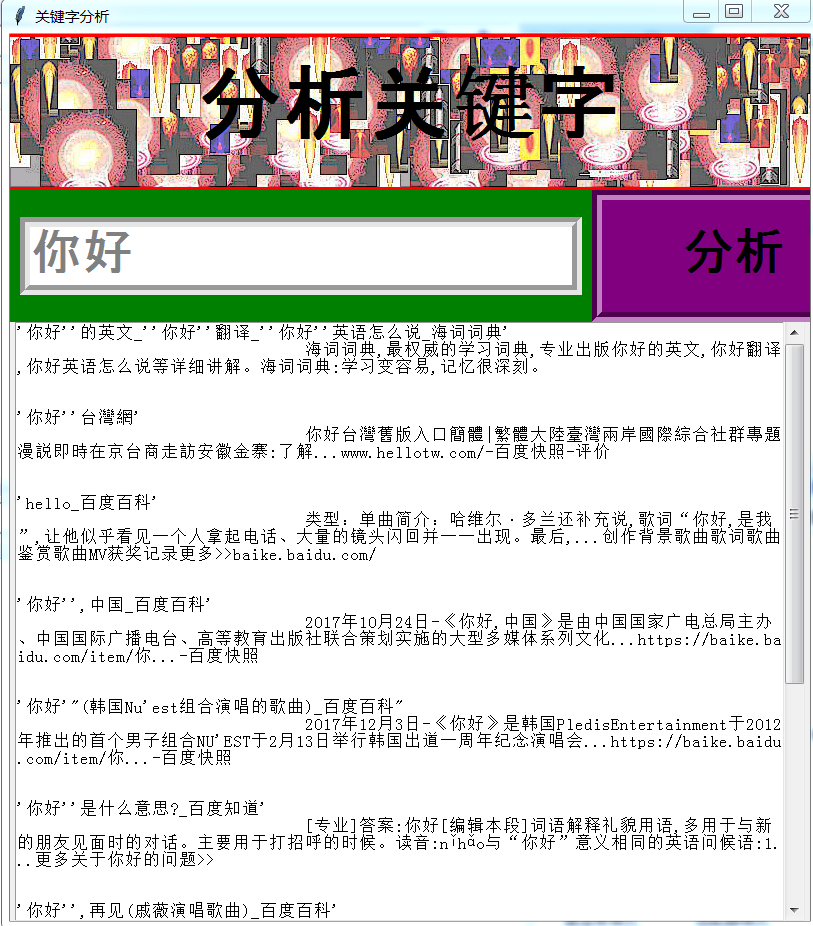 关键字分析
分析关键字
你好
分析
'你好''的英文_''你好''翻译_''你好''英语怎么说_海词词典'
海词词典,最权威的学习词典,专业出版你好的英文,你好翻译
,你好英语怎么说等详细讲解。海词词典:学习变容易,记忆很深刻。
'你好''台灣網'
你好台灣舊版入口簡體|繁體大陸臺灣兩岸國際綜合社群專題
漫説即時在京台商走訪安徽金寨:了解...www.hellotw.com/-百度快照-评价
'hello_百度百科'
类型：单曲简介：哈维尔·多兰还补充说,歌词“你好,是我
”,让他似乎看见一个人拿起电话、大量的镜头闪回并一一出现。最后,...创作背景歌曲歌词歌曲
鉴赏歌曲MV获奖记录更多>>baike.baidu.com/
'你好'',中国_百度百科'
2017年10月24日-《你好,中国》是由中国国家广电总局主办
、中国国际广播电台、高等教育出版社联合策划实施的大型多媒体系列文化...https://baike.ba
idu.com/item/你...-百度快照
'你好'"(韩国Nu'est组合演唱的歌曲)_百度百科"
2017年12月3日-《你好》是韩国PledisEntertainment于2012
年推出的首个男子组合NU'EST于2月13日举行韩国出道一周年纪念演唱会...https://baike.baidu
.com/item/你...-百度快照
'你好''是什么意思?_百度知道'
[专业]答案:你好[编辑本段]词语解释礼貌用语,多用于与新
的朋友见面时的对话。主要用于打招呼的时候。读音:nǐhǎo与“你好”意义相同的英语问候语:1.
..更多关于你好的问题>>
'你好'',再见(戚薇演唱歌曲)_百度百科'